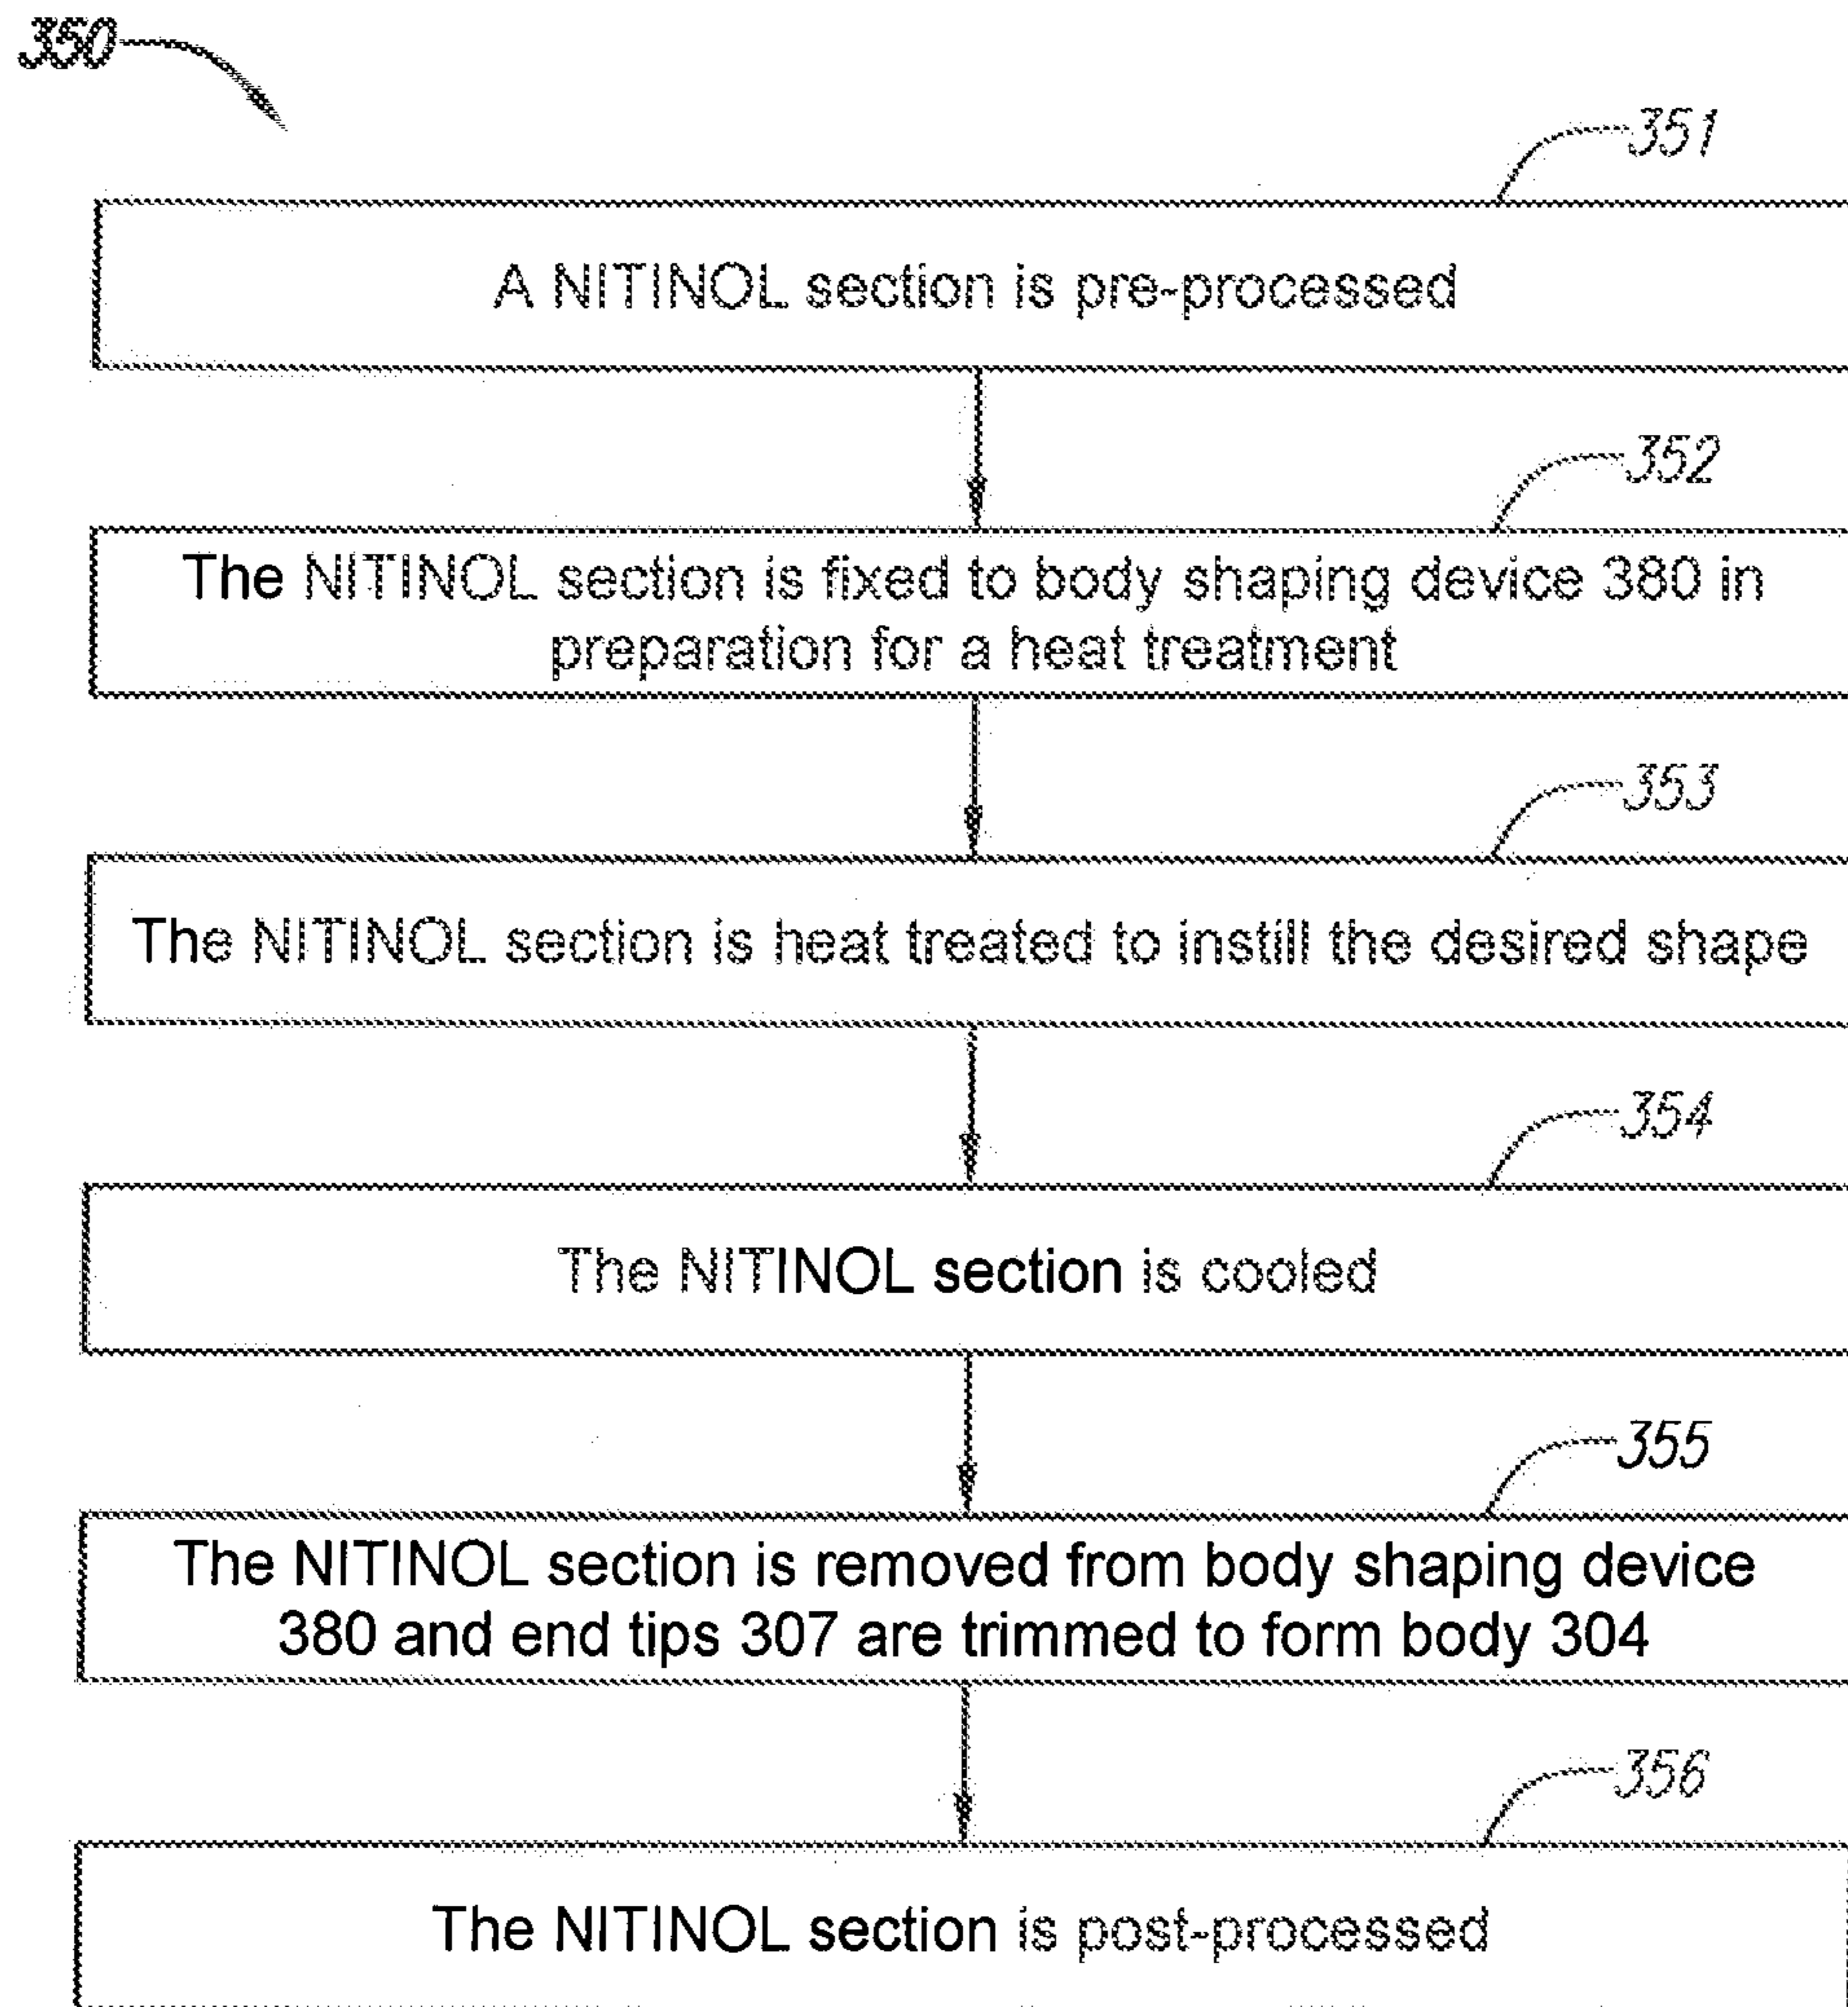 350
351
A NITINOL section is pre-processed
352
The NITINOL section is fixed to body shaping device 380 in
preparation for a heat treatment
353
The NITINOL section is heat treated to instill the desired shape
354
The NITINOL section is cooled
355
The NITINOL section is removed from body shaping device
380 and end tips 307 are trimmed to form body 304
356
The NITINOL section is post-processed